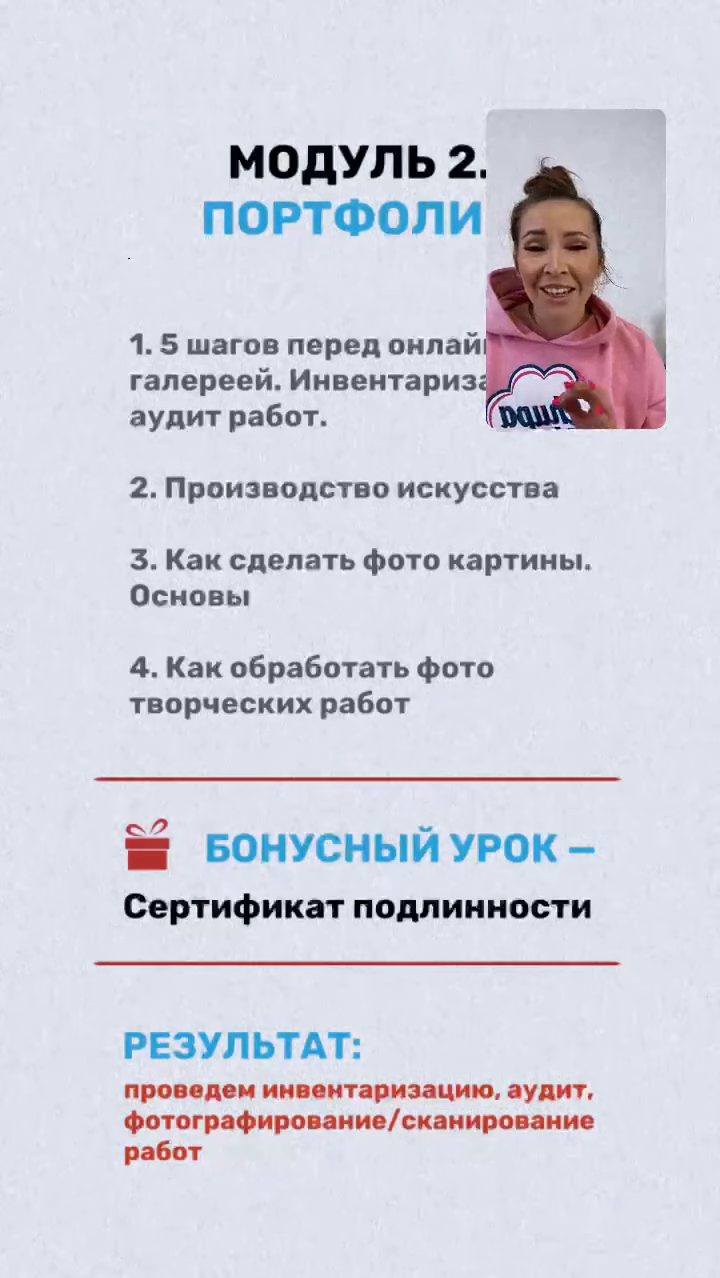 МОДУЛЬ 2.
ПОРТФОЛИ
1. 5 шагов перед онлай
галереей. Инвентариза
аудит работ.
2. Производство искусства
3. Как сделать фото картины.
Основы
4. Как обработать фото
творческих работ
БОНУСНЫЙ УРОК —
Сертификат подлинности
РЕЗУЛЬТАТ:
проведем инвентаризацию, аудит,
фотографирование/сканирование
работ